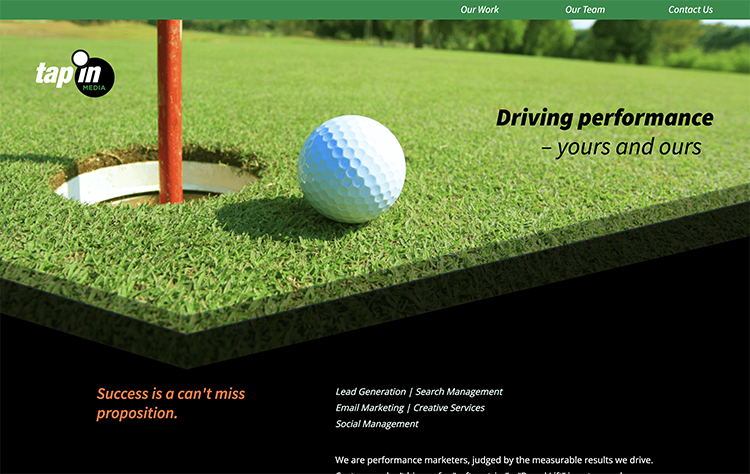 Our Work
Our Team
Contact Us
tap in
MEDIA
Driving performance
– yours and ours
Success is a can't miss
proposition.
Lead Generation | Search Management
Email Marketing | Creative Services
Social Management
We are performance marketers, judged by the measurable results we drive.